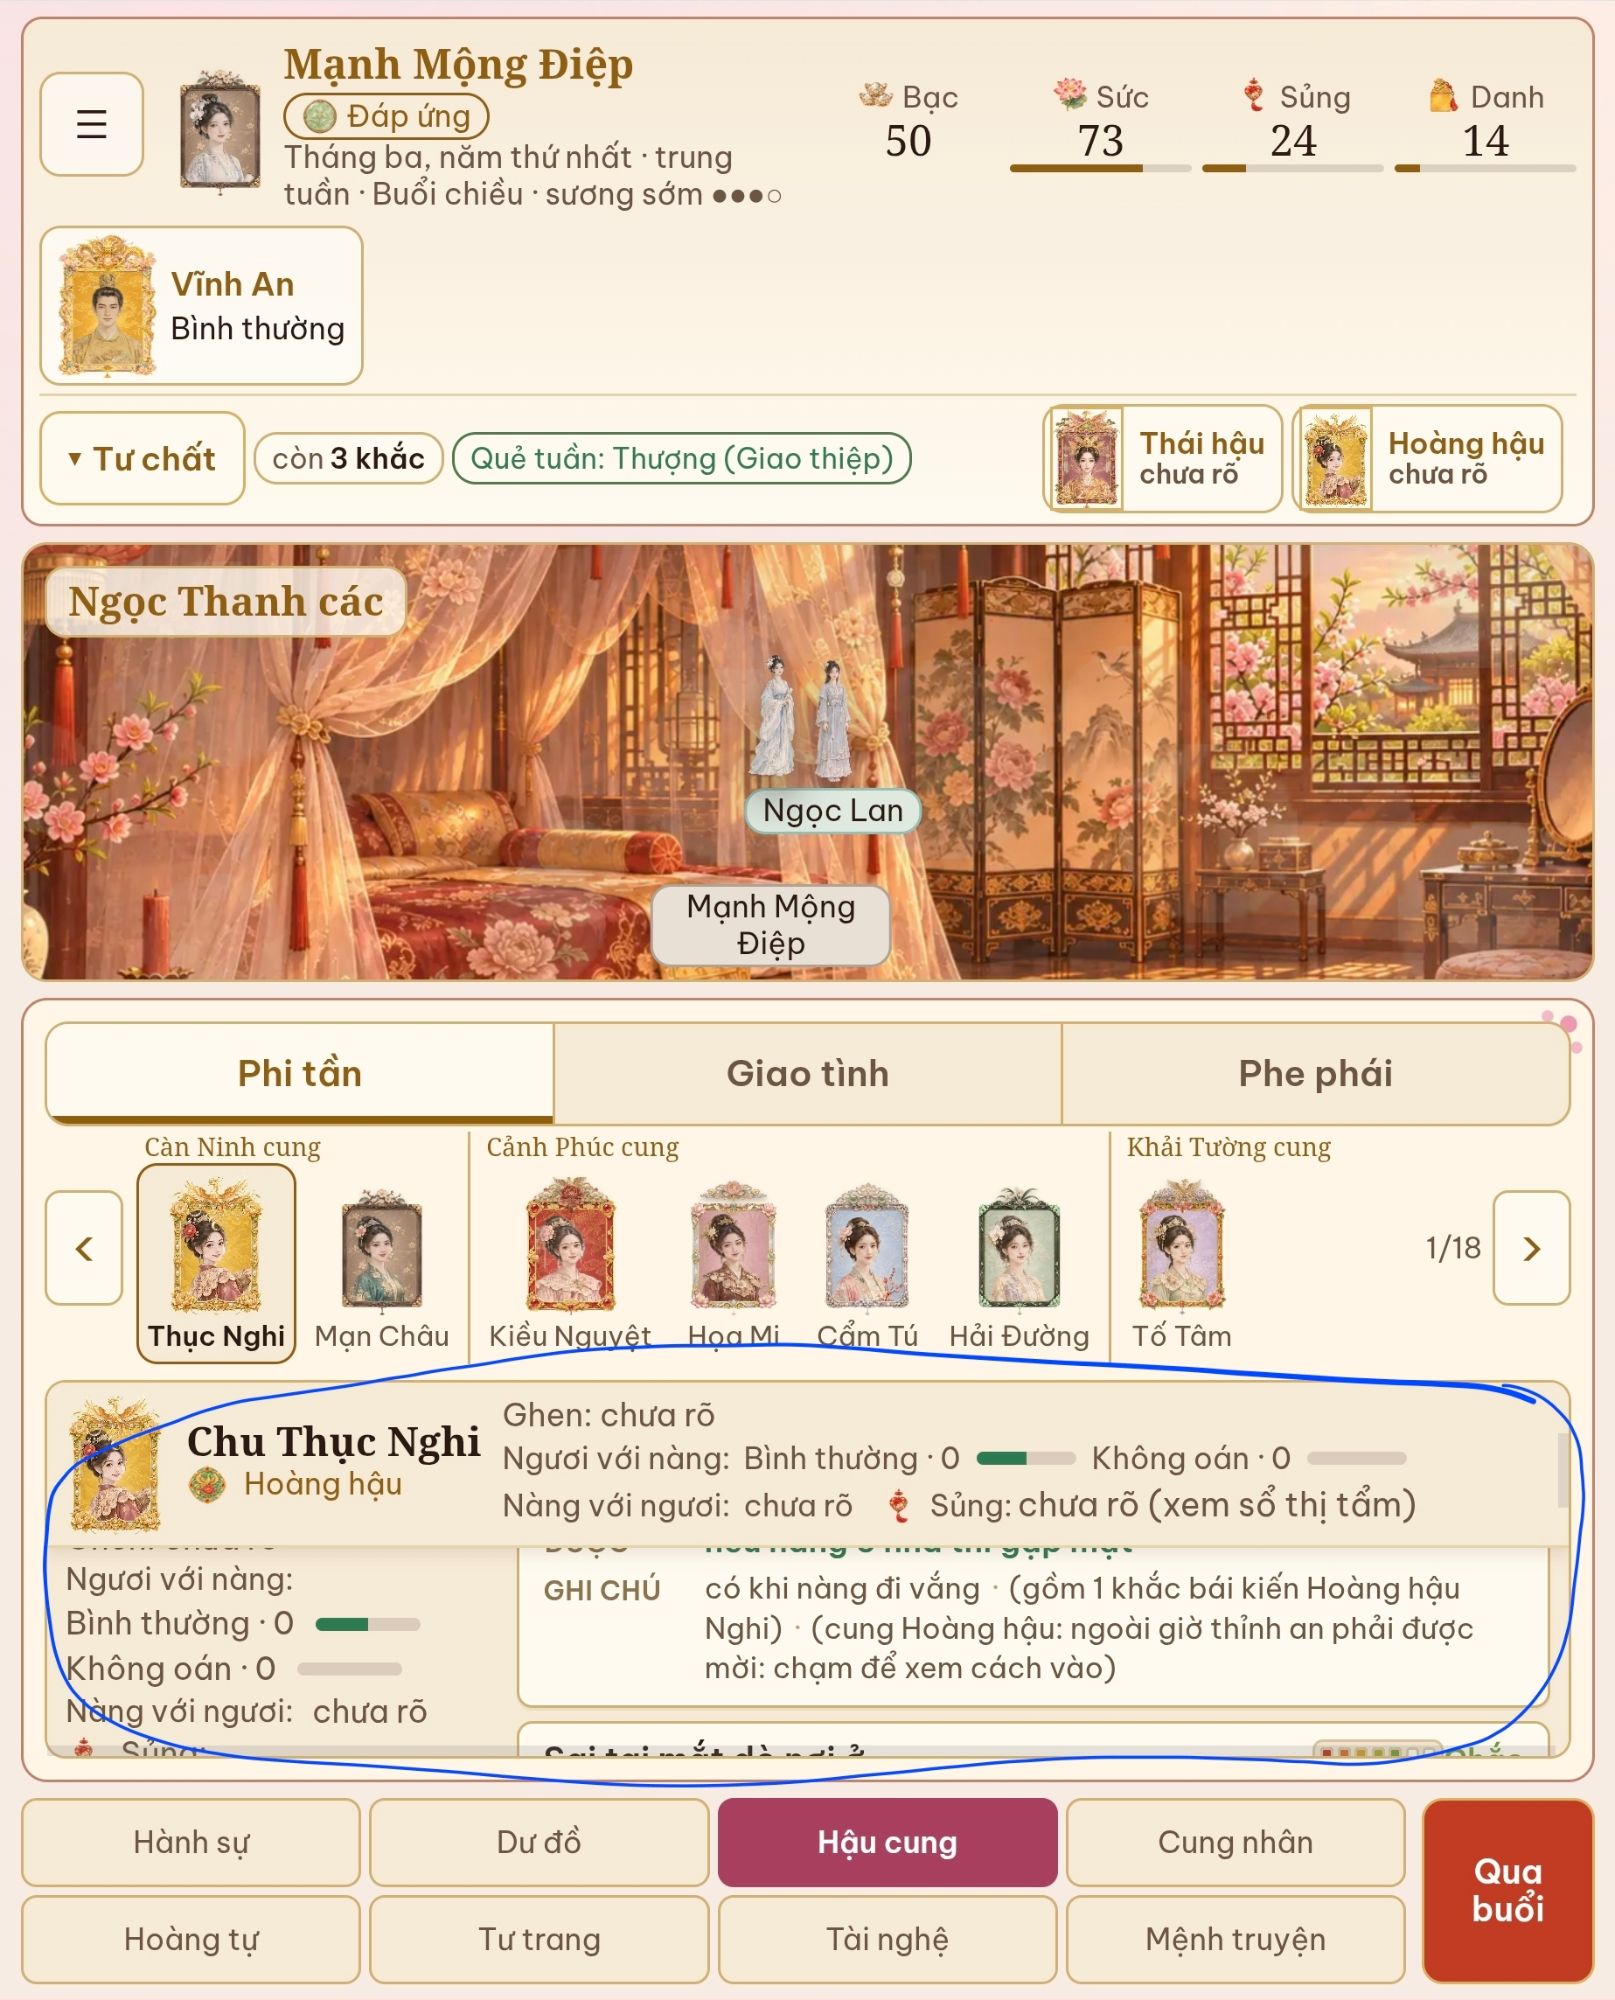 Mạnh Mộng Điệp
Đáp ứng
Tháng ba, năm thứ nhất · trung
tuần · Buổi chiều · sương sớm ●●●○
Bạc
50
Sức
73
Sủng
24
Danh
14
Vĩnh An
Bình thường
▼ Tư chất
còn 3 khắc
Quẻ tuần: Thượng (Giao thiệp)
Thái hậu
chưa rõ
Hoàng hậu
chưa rõ
Ngọc Thanh các
Ngọc Lan
Mạnh Mộng
Điệp
Phi tần
Giao tình
Phe phái
Càn Ninh cung
Cảnh Phúc cung
Khải Tường cung
Thục Nghi
Mạn Châu
Kiều Nguyệt
Họa Mi
Cẩm Tú
Hải Đường
Tố Tâm
1/18
Chu Thục Nghi
Hoàng hậu
Ghen: chưa rõ
Ngươi với nàng: Bình thường · 0 Không oán · 0
Nàng với ngươi: chưa rõ Sủng: chưa rõ (xem sổ thị tẩm)
Ngươi với nàng:
Bình thường · 0
Không oán · 0
Nàng với ngươi: chưa rõ
Sủng:
GHI CHÚ
có khi nàng đi vắng · (gồm 1 khắc bái kiến Hoàng hậu
Nghi) · (cung Hoàng hậu: ngoài giờ thỉnh an phải được
mời: chạm để xem cách vào)
Sai tai mắt dò nơi ở
Hành sự
Dư đồ
Hậu cung
Cung nhân
Qua
buổi
Hoàng tự
Tư trang
Tài nghệ
Mệnh truyện